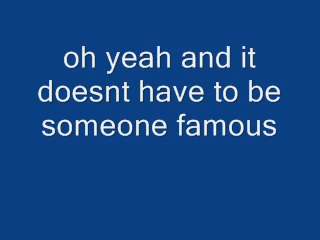 oh yeah and it
doesnt have to be
someone famous